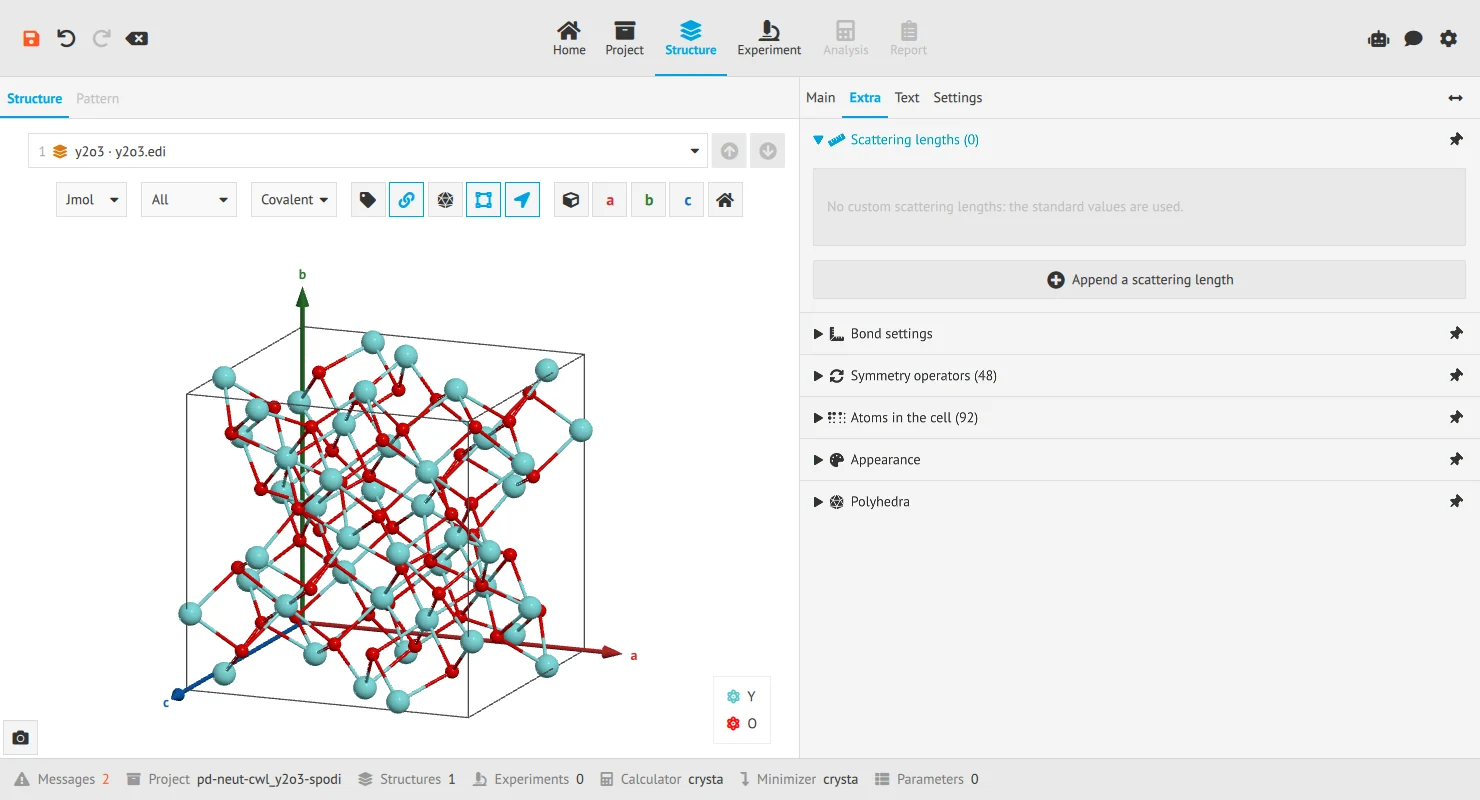 Home Project Structure Experiment Analysis Report
Structure Pattern
Main Extra Text Settings
1 y2o3 · y2o3.edi
Jmol All Covalent a b c
b
a
c
Y
O
Scattering lengths (0)
No custom scattering lengths: the standard values are used.
Append a scattering length
Bond settings
Symmetry operators (48)
Atoms in the cell (92)
Appearance
Polyhedra
Messages 2 Project pd-neut-cwl_y2o3-spodi Structures 1 Experiments 0 Calculator crysta Minimizer crysta Parameters 0